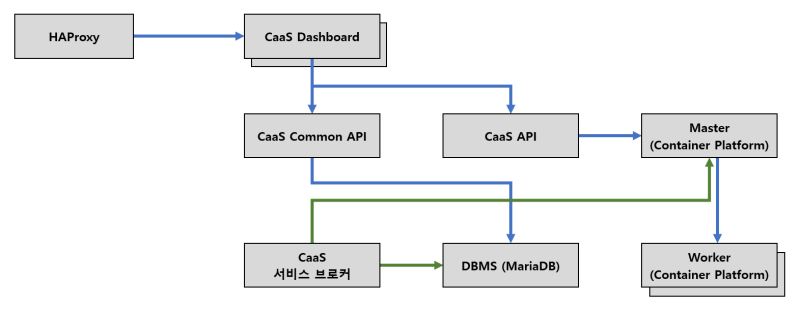 HAProxy
CaaS Dashboard
CaaS Common API
CaaS API
Master
(Container Platform)
CaaS
서비스 브로커
DBMS (MariaDB)
Worker
(Container Platform)